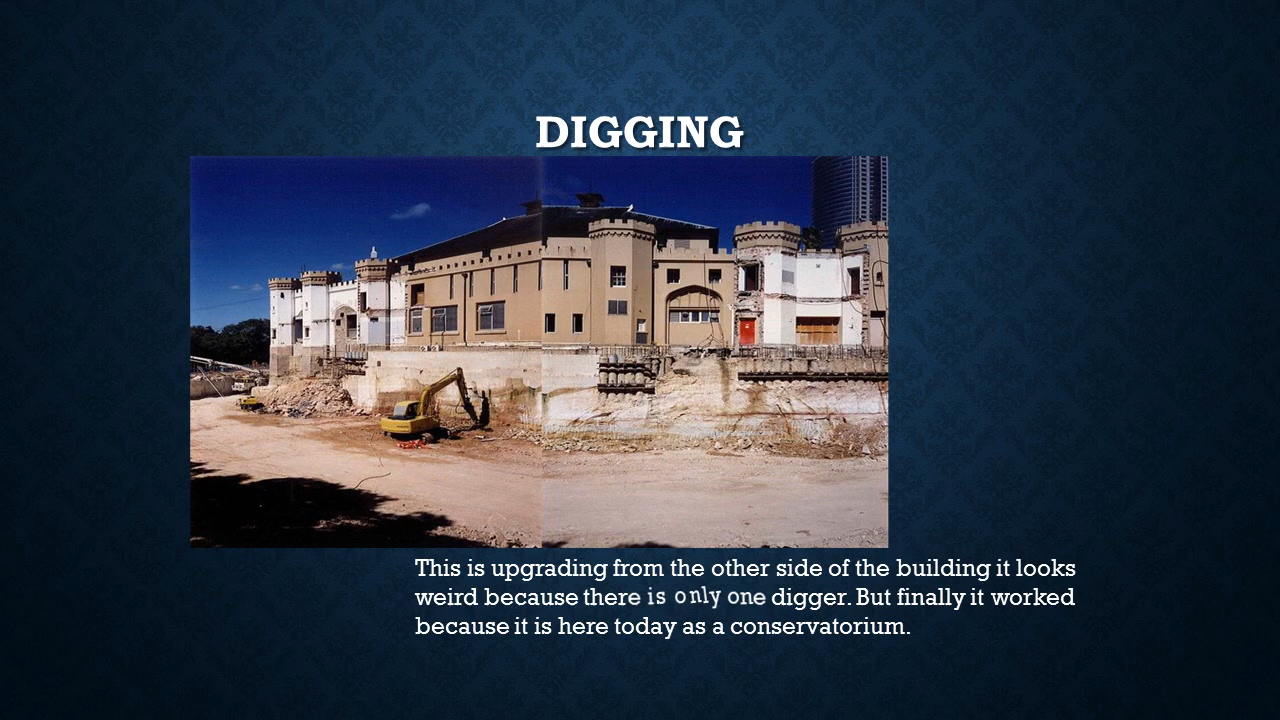 DIGGING
This is upgrading from the other side of the building it looks
weird because there is only one digger. But finally it worked
because it is here today as a conservatorium.